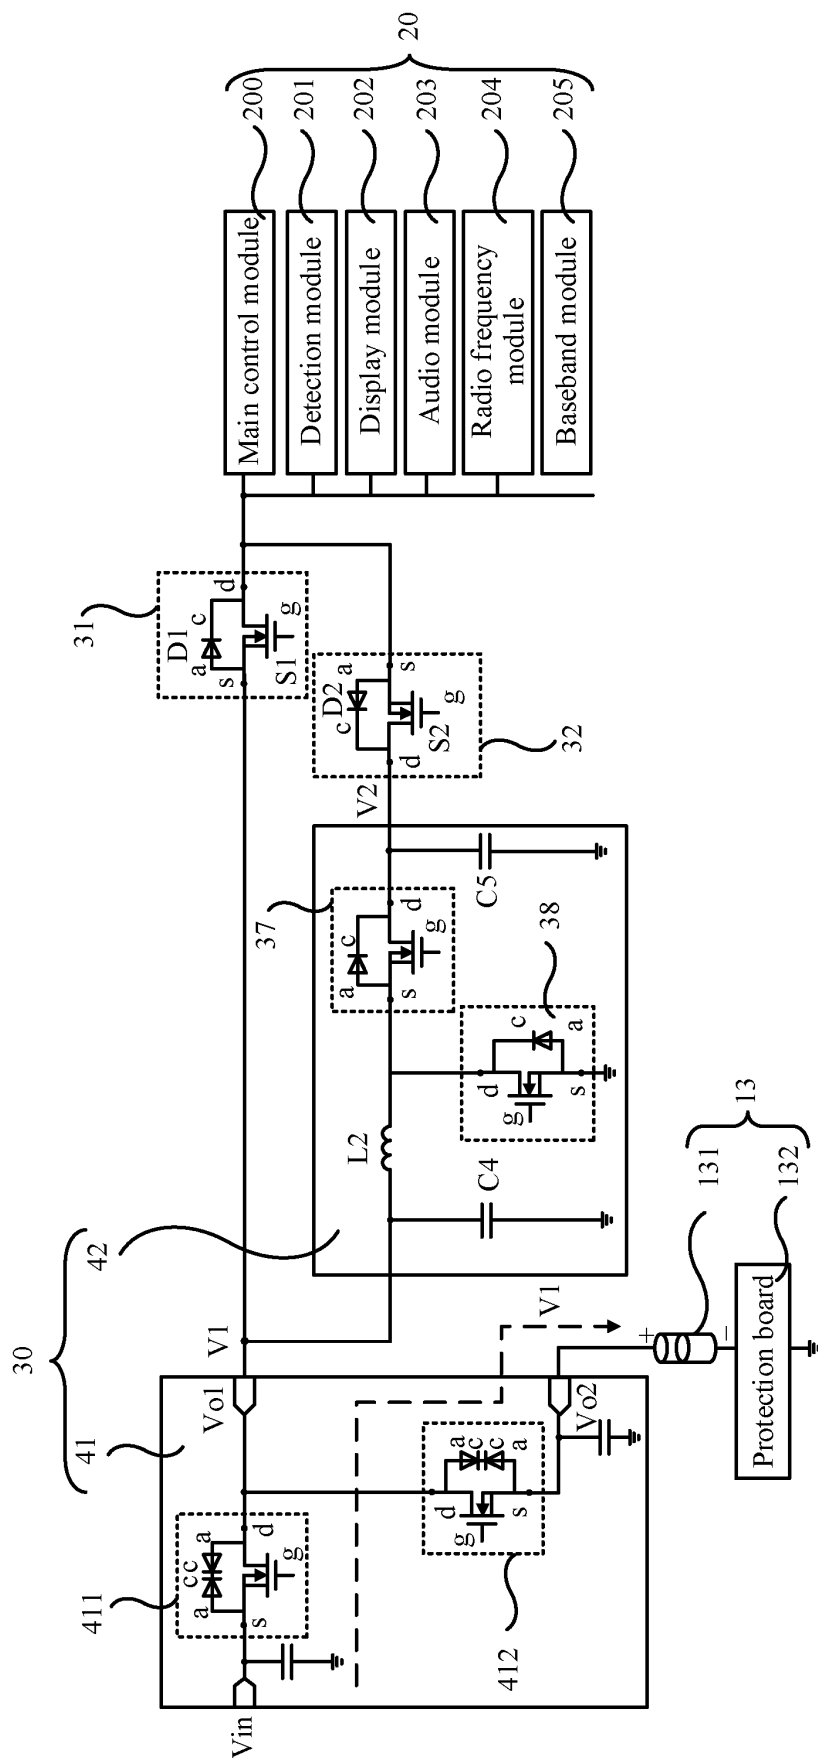 20
200
201
202
203
204
205
Main control module
Detection module
Display module
Audio module
Radio frequency
module
Baseband module
31
D1
a
c
s
d
g
S1
32
D2
c
a
d
s
g
S2
V2
37
a
c
s
d
g
C5
38
c
a
d
s
g
L2
C4
42
30
V1
41
Vo1
411
a
cc
a
s
d
g
Vin
412
a
c
c
a
d
s
g
Vo2
V1
13
131
132
+
−
Protection board